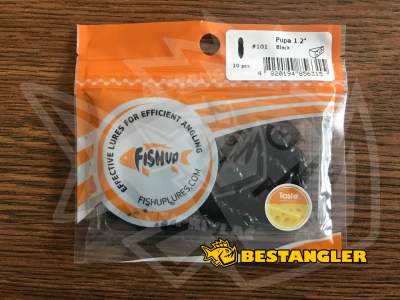 #101
Pupa 1.2"
Black
10 pcs.
4 820194 856315
EFFECTIVE LURES FOR EFFICIENT ANGLING
FISHUP
FISHUPLURES.COM
Taste
BESTANGLER